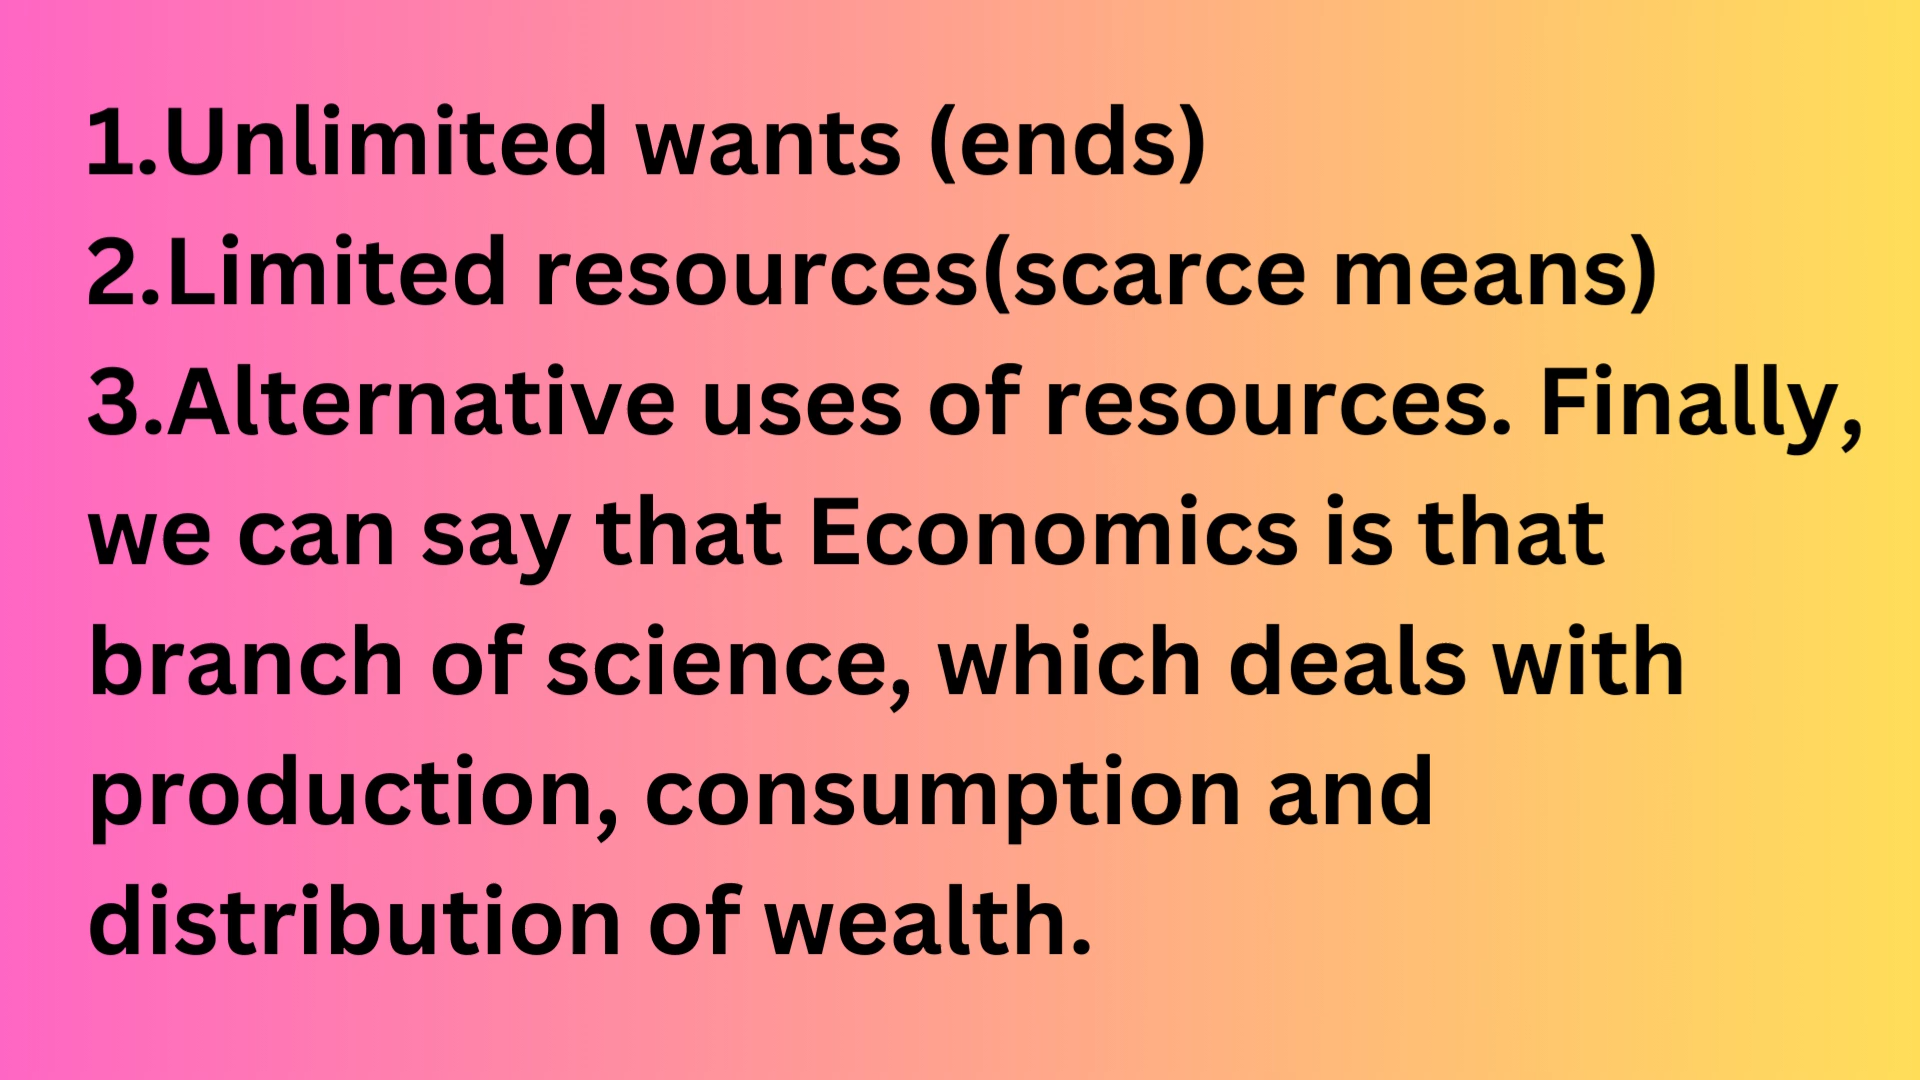 1.Unlimited wants (ends)
2.Limited resources(scarce means)
3.Alternative uses of resources. Finally,
we can say that Economics is that
branch of science, which deals with
production, consumption and
distribution of wealth.